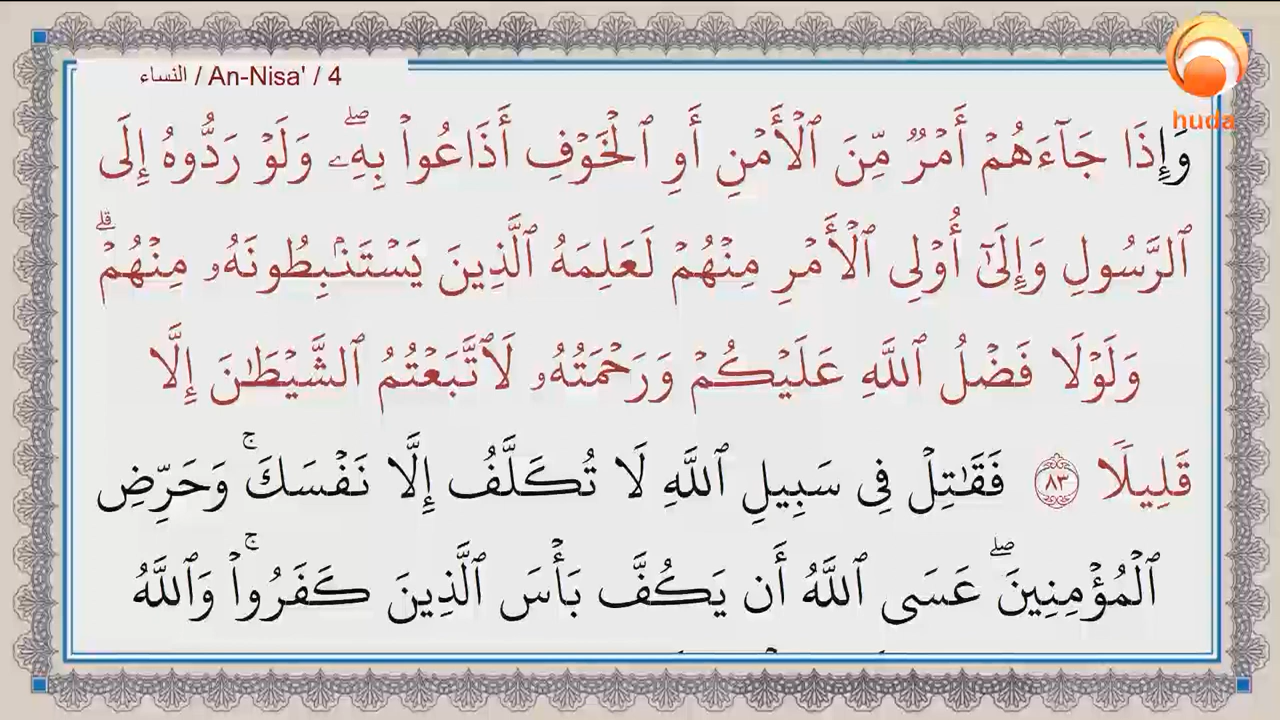 النساء / An-Nisa' / 4
huda
وَإِذَا جَآءَهُمۡ أَمۡرٞ مِّنَ ٱلۡأَمۡنِ أَوِ ٱلۡخَوۡفِ أَذَاعُواْ بِهِۦۖ وَلَوۡ رَدُّوهُ إِلَى
ٱلرَّسُولِ وَإِلَىٰٓ أُوْلِي ٱلۡأَمۡرِ مِنۡهُمۡ لَعَلِمَهُ ٱلَّذِينَ يَسۡتَنۢبِطُونَهُۥ مِنۡهُمۡۗ
وَلَوۡلَا فَضۡلُ ٱللَّهِ عَلَيۡكُمۡ وَرَحۡمَتُهُۥ لَٱتَّبَعۡتُمُ ٱلشَّيۡطَٰنَ إِلَّا
قَلِيلٗا ٨٣ فَقَٰتِلۡ فِي سَبِيلِ ٱللَّهِ لَا تُكَلَّفُ إِلَّا نَفۡسَكَۚ وَحَرِّضِ
ٱلۡمُؤۡمِنِينَۖ عَسَى ٱللَّهُ أَن يَكُفَّ بَأۡسَ ٱلَّذِينَ كَفَرُواْۚ وَٱللَّهُ